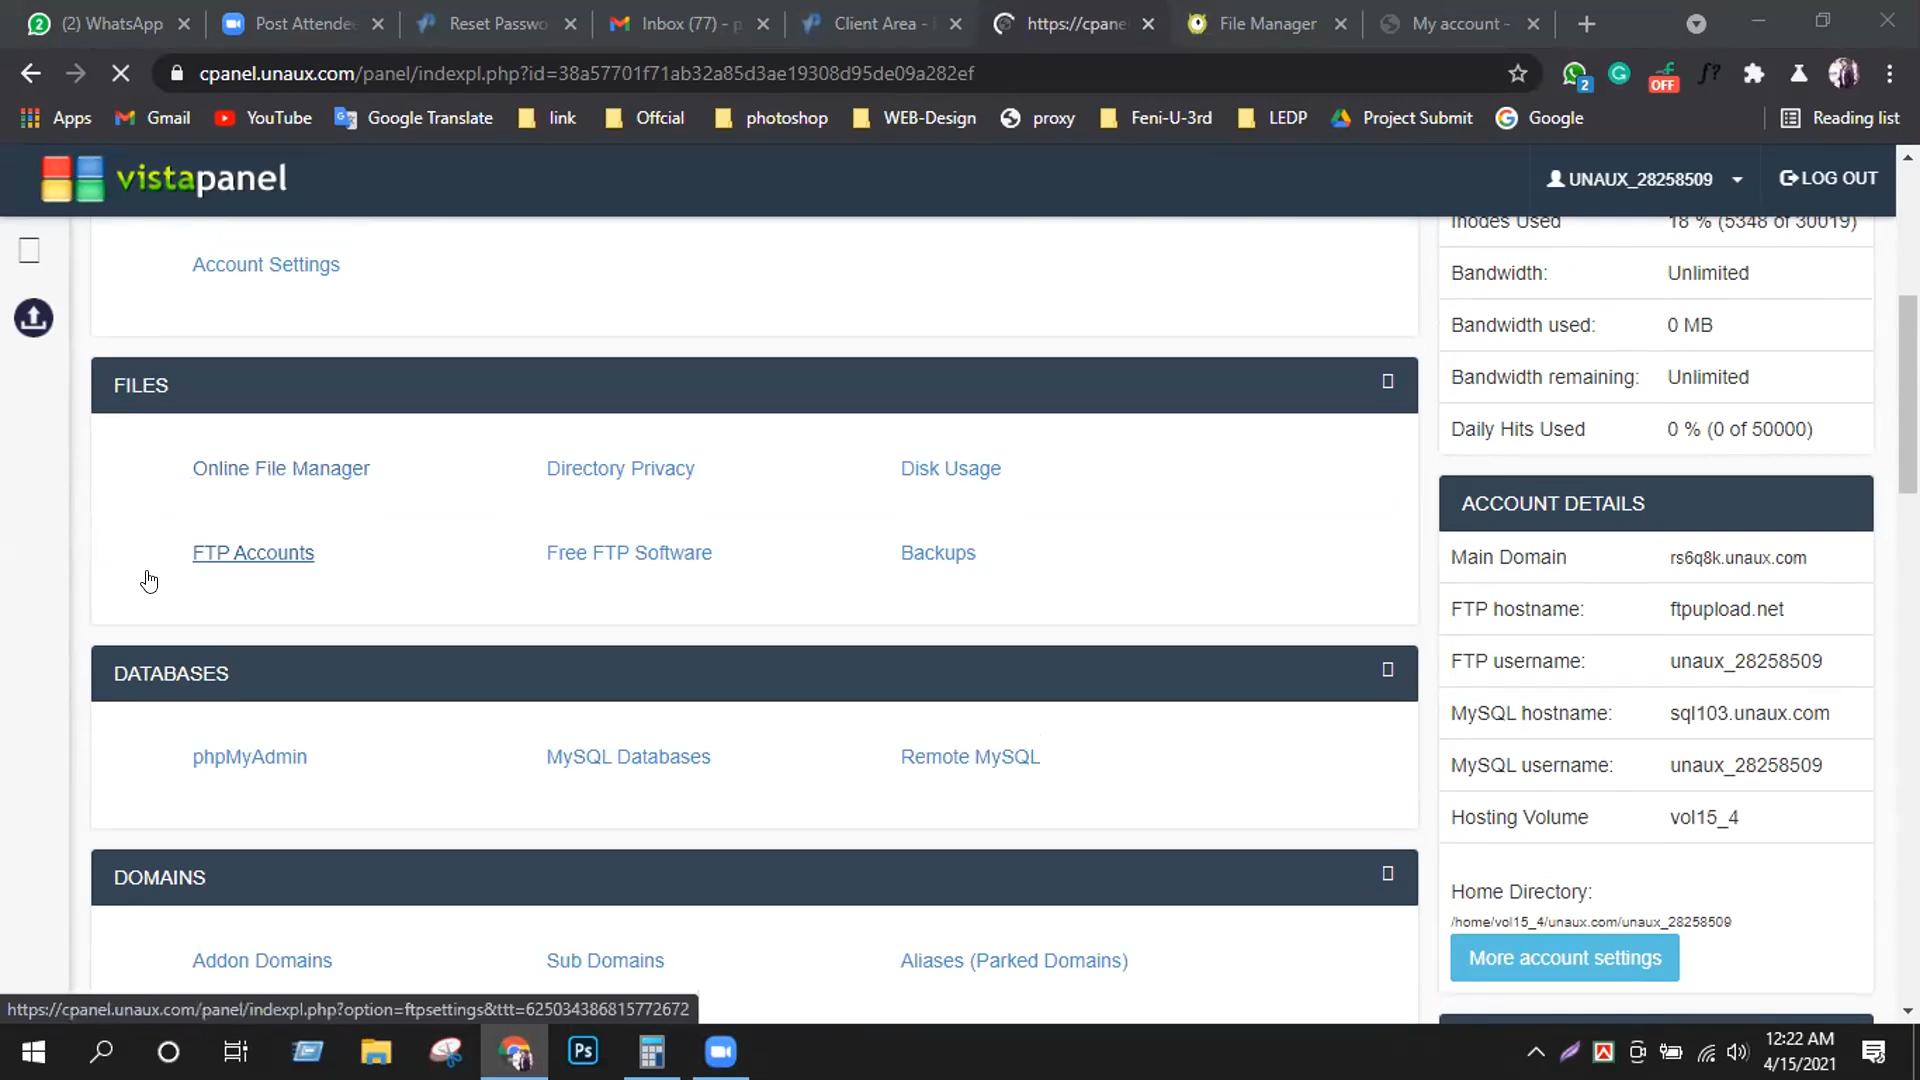 (2) WhatsApp
Post Attendee
Reset Passwo
Inbox (77) - p
Client Area -
https://cpane
File Manager
My account -
cpanel.unaux.com/panel/indexpl.php?id=38a57701f71ab32a85d3ae19308d95de09a282ef
2
OFF
f?
Apps
Gmail
YouTube
Google Translate
link
Offcial
photoshop
WEB-Design
proxy
Feni-U-3rd
LEDP
Project Submit
Google
Reading list
vistapanel
UNAUX_28258509
LOG OUT
Account Settings
Inodes Used 18 % (5348 of 30019)
Bandwidth: Unlimited
Bandwidth used: 0 MB
Bandwidth remaining: Unlimited
Daily Hits Used 0 % (0 of 50000)
FILES
Online File Manager
Directory Privacy
Disk Usage
FTP Accounts
Free FTP Software
Backups
DATABASES
phpMyAdmin
MySQL Databases
Remote MySQL
DOMAINS
Addon Domains
Sub Domains
Aliases (Parked Domains)
ACCOUNT DETAILS
Main Domain rs6q8k.unaux.com
FTP hostname: ftpupload.net
FTP username: unaux_28258509
MySQL hostname: sql103.unaux.com
MySQL username: unaux_28258509
Hosting Volume vol15_4
Home Directory:
/home/vol15_4/unaux.com/unaux_28258509
More account settings
https://cpanel.unaux.com/panel/indexpl.php?option=ftpsettings&ttt=625034386815772672
Ps
12:22 AM
4/15/2021